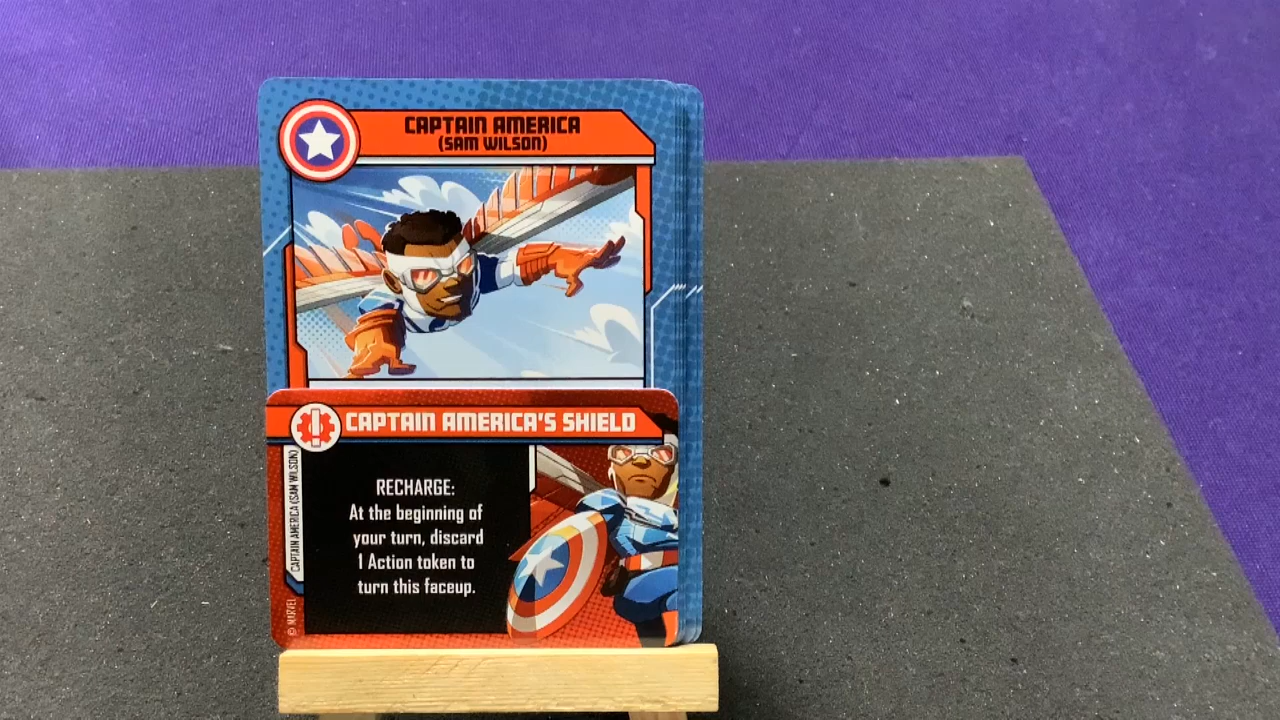 CAPTAIN AMERICA
(SAM WILSON)
CAPTAIN AMERICA'S SHIELD
CAPTAIN AMERICA (SAM WILSON)
© MARVEL
RECHARGE:
At the beginning of
your turn, discard
1 Action token to
turn this faceup.